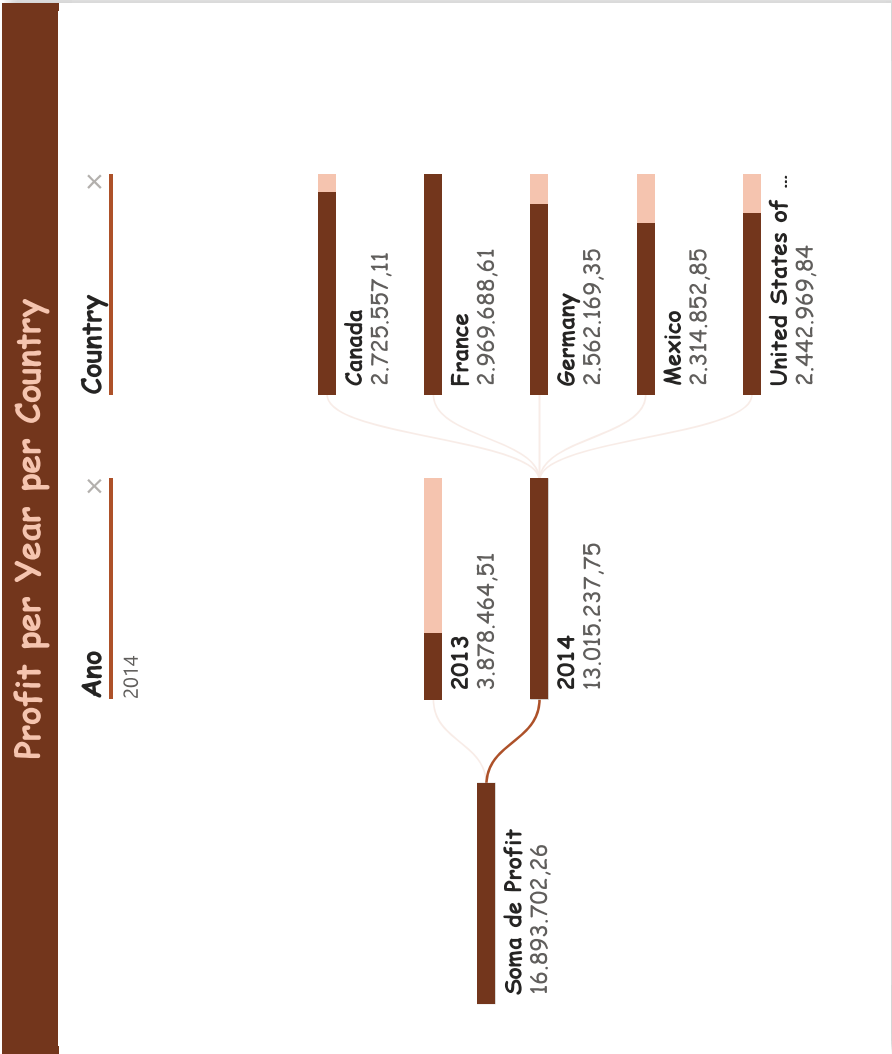 Profit per Year per Country
Ano
2014
Country
Soma de Profit
16.893.702,26
2013
3.878.464,51
2014
13.015.237,75
Canada
2.725.557,11
France
2.969.688,61
Germany
2.562.169,35
Mexico
2.314.852,85
United States of ...
2.442.969,84